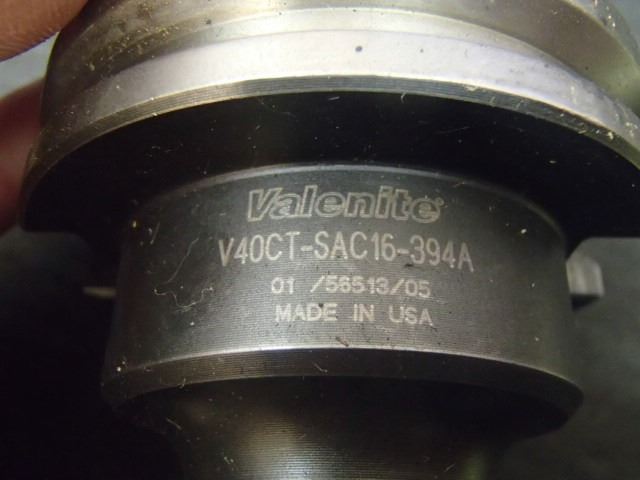 Valenite
V40CT-SAC16-394A
01 /56513/05
MADE IN USA